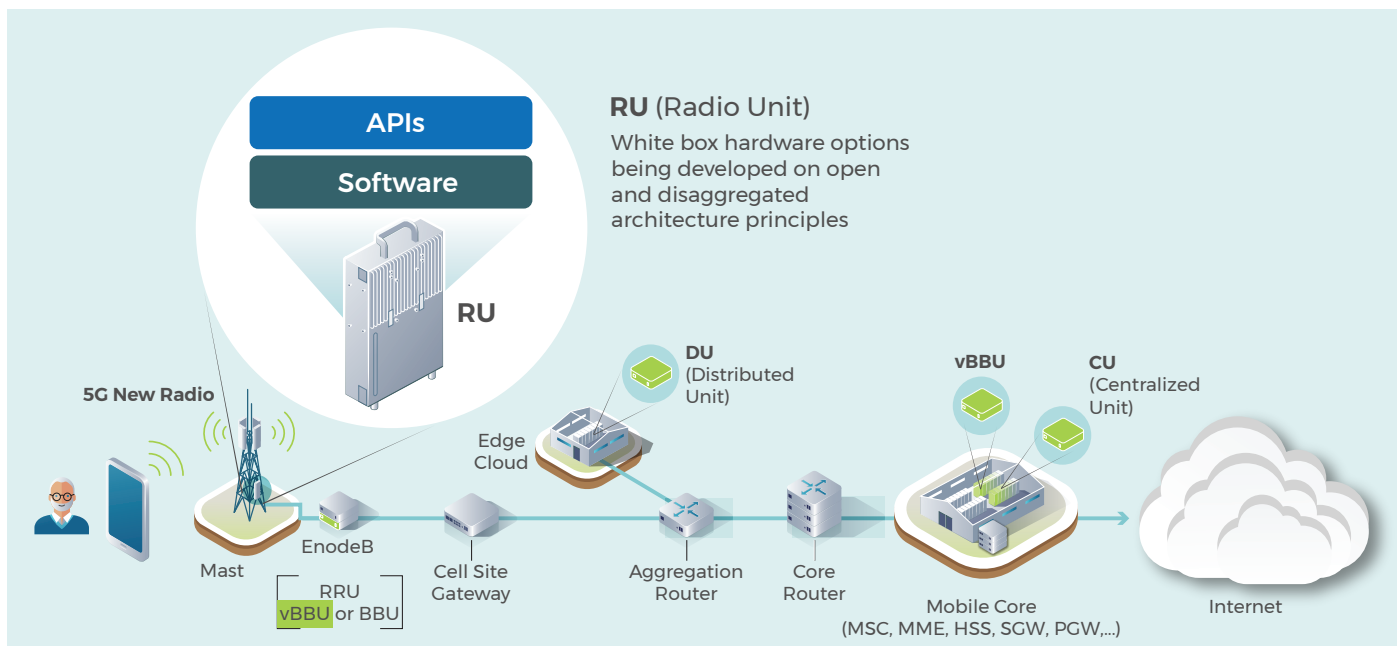 APIs
Software
RU
RU (Radio Unit)
White box hardware options
being developed on open
and disaggregated
architecture principles
5G New Radio
Mast
EnodeB
RRU
vBBU or BBU
Cell Site
Gateway
Edge
Cloud
DU
(Distributed
Unit)
Aggregation
Router
Core
Router
vBBU
CU
(Centralized
Unit)
Mobile Core
(MSC, MME, HSS, SGW, PGW,...)
Internet